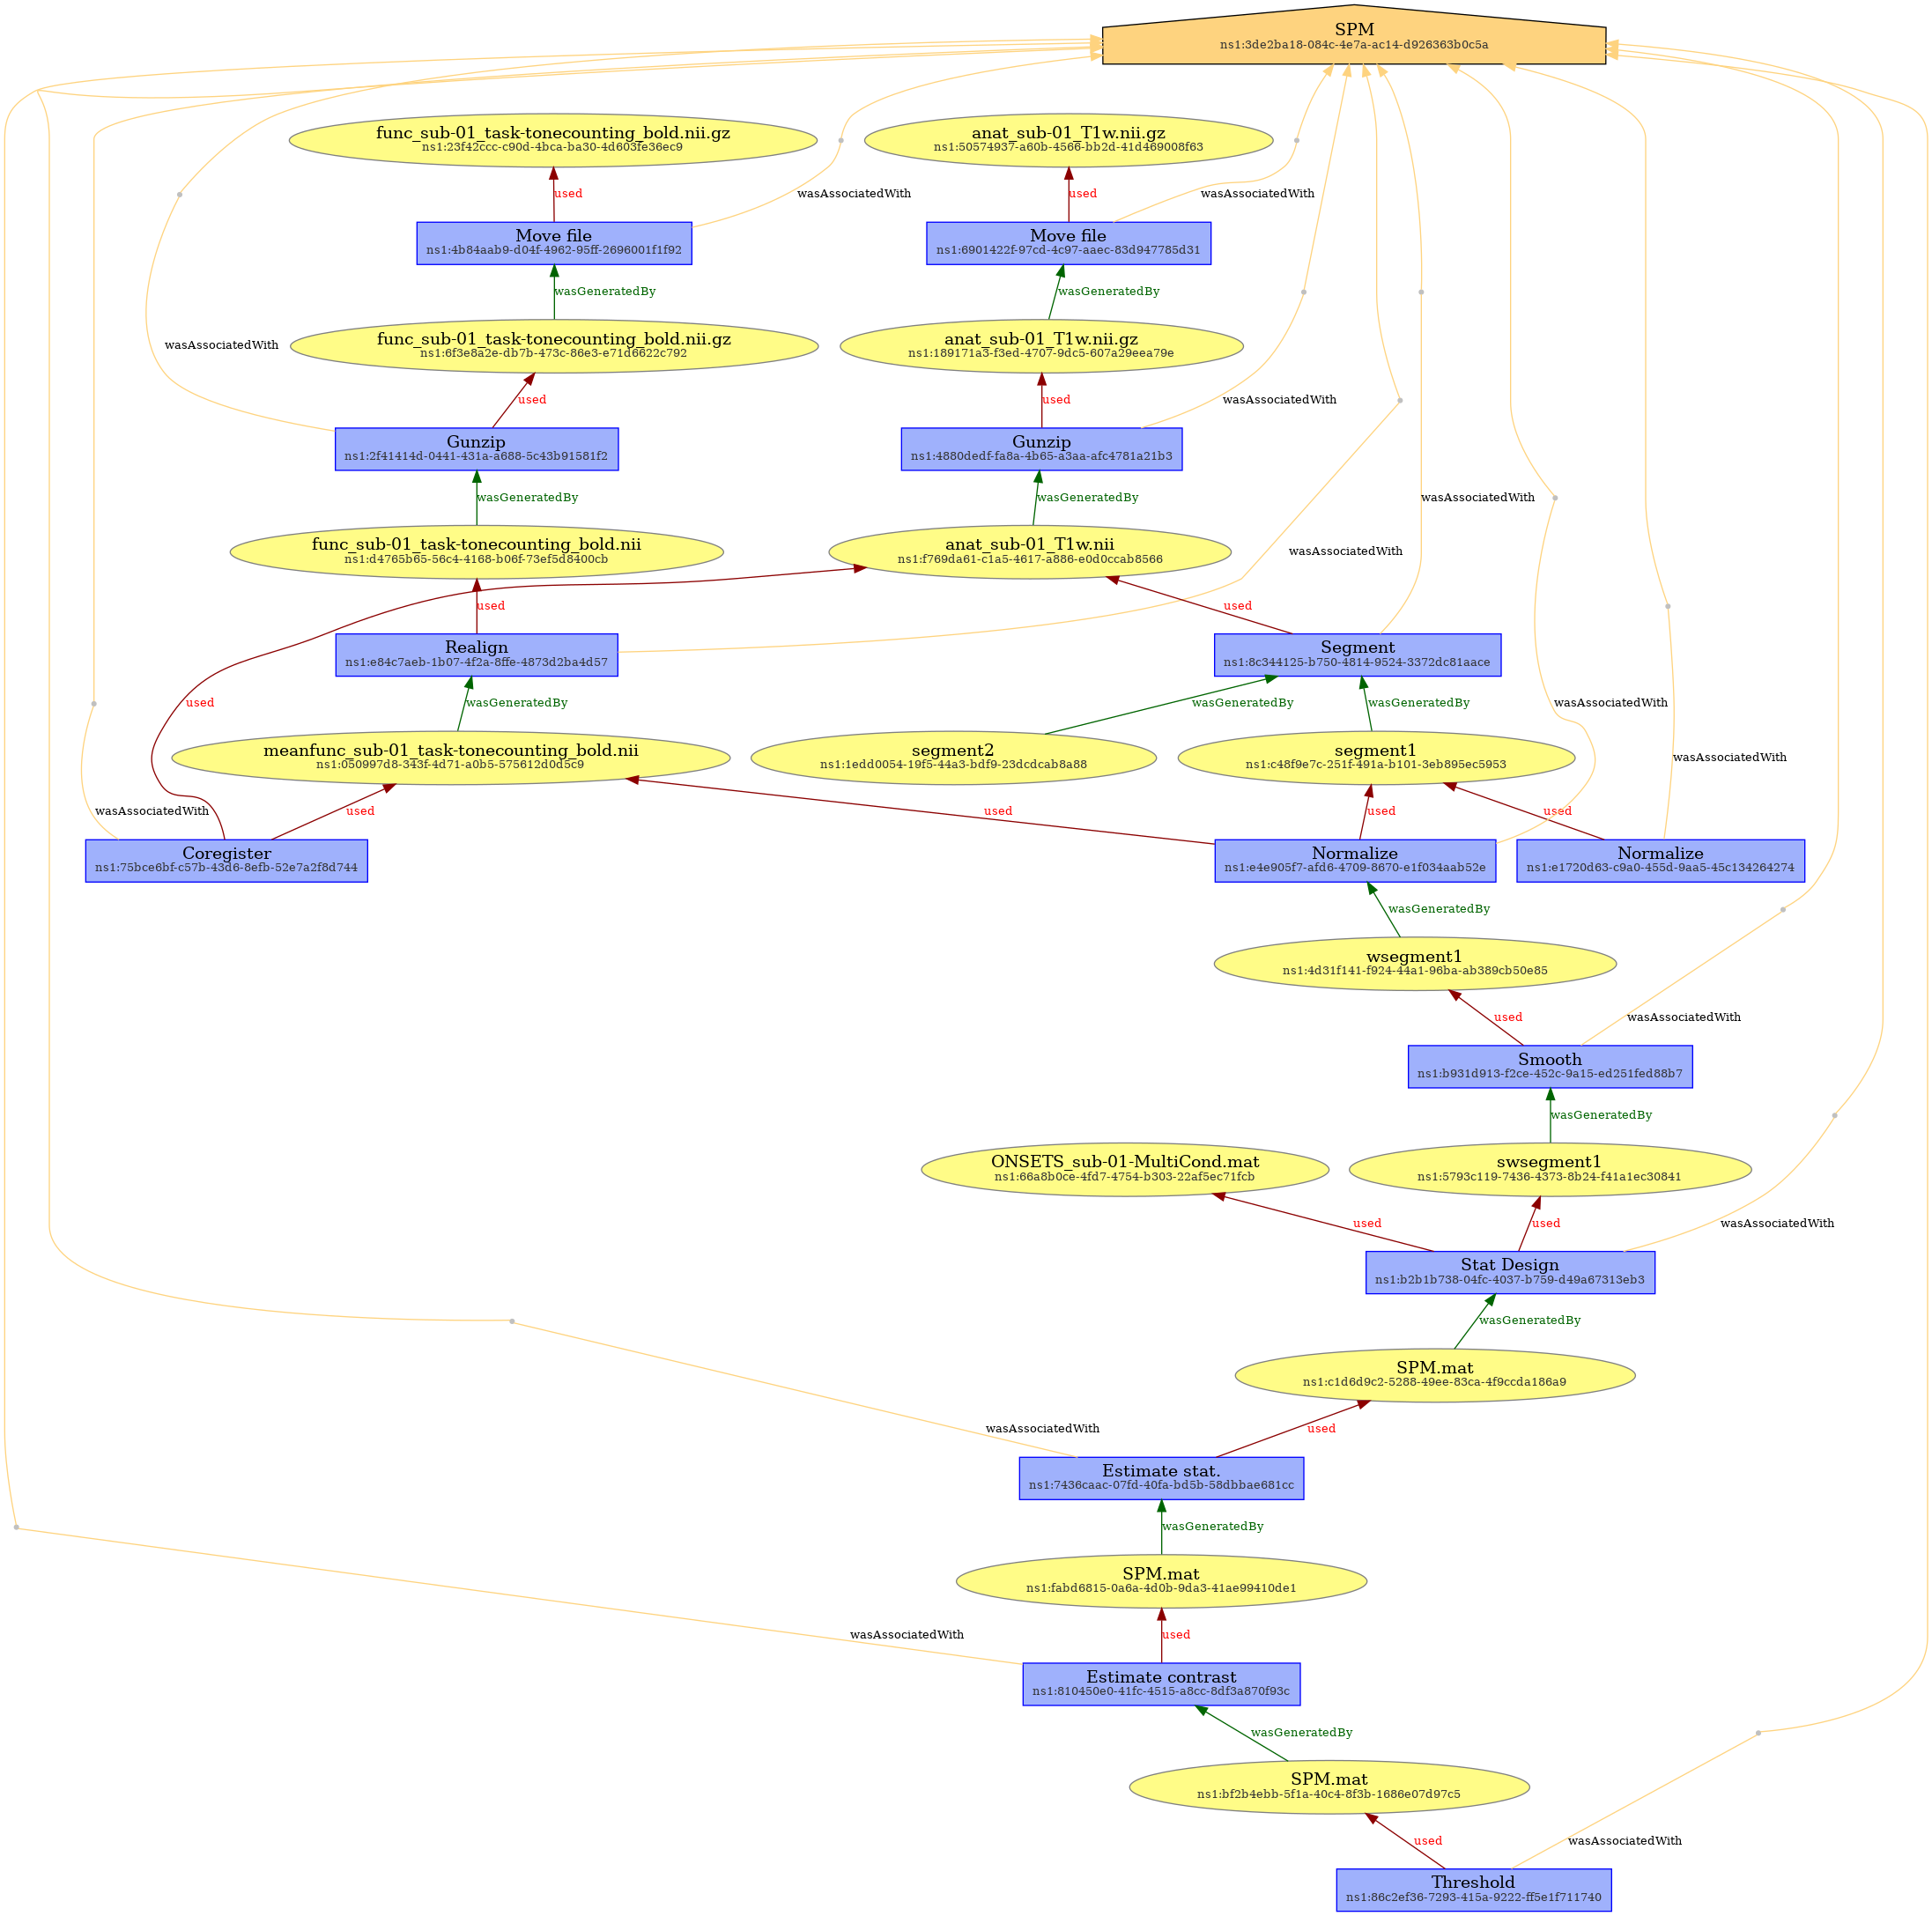 SPM
ns1:3de2ba18-084c-4e7a-ac14-d926363b0c5a
func_sub-01_task-tonecounting_bold.nii.gz
ns1:23f42ccc-c90d-4bca-ba30-4d603fe36ec9
anat_sub-01_T1w.nii.gz
ns1:50574937-a60b-4566-bb2d-41d469008f63
used
wasAssociatedWith
used
wasAssociatedWith
Move file
ns1:4b84aab9-d04f-4962-95ff-2696001f1f92
Move file
ns1:6901422f-97cd-4c97-aaec-83d947785d31
wasGeneratedBy
wasGeneratedBy
wasAssociatedWith
func_sub-01_task-tonecounting_bold.nii.gz
ns1:6f3e8a2e-db7b-473c-86e3-e71d6622c792
anat_sub-01_T1w.nii.gz
ns1:189171a3-f3ed-4707-9dc5-607a29eea79e
used
used
wasAssociatedWith
Gunzip
ns1:2f41414d-0441-431a-a688-5c43b91581f2
Gunzip
ns1:4880dedf-fa8a-4b65-a3aa-afc4781a21b3
wasGeneratedBy
wasGeneratedBy
wasAssociatedWith
func_sub-01_task-tonecounting_bold.nii
ns1:d4765b65-56c4-4168-b06f-73ef5d8400cb
anat_sub-01_T1w.nii
ns1:f769da61-c1a5-4617-a886-e0d0ccab8566
wasAssociatedWith
used
used
Realign
ns1:e84c7aeb-1b07-4f2a-8ffe-4873d2ba4d57
Segment
ns1:8c344125-b750-4814-9524-3372dc81aace
used
wasGeneratedBy
wasGeneratedBy
wasGeneratedBy
wasAssociatedWith
meanfunc_sub-01_task-tonecounting_bold.nii
ns1:050997d8-343f-4d71-a0b5-575612d0d5c9
segment2
ns1:1edd0054-19f5-44a3-bdf9-23dcdcab8a88
segment1
ns1:c48f9e7c-251f-491a-b101-3eb895ec5953
wasAssociatedWith
wasAssociatedWith
used
used
used
used
Coregister
ns1:75bce6bf-c57b-43d6-8efb-52e7a2f8d744
Normalize
ns1:e4e905f7-afd6-4709-8670-e1f034aab52e
Normalize
ns1:e1720d63-c9a0-455d-9aa5-45c134264274
wasGeneratedBy
wsegment1
ns1:4d31f141-f924-44a1-96ba-ab389cb50e85
used
wasAssociatedWith
Smooth
ns1:b931d913-f2ce-452c-9a15-ed251fed88b7
wasGeneratedBy
ONSETS_sub-01-MultiCond.mat
ns1:66a8b0ce-4fd7-4754-b303-22af5ec71fcb
swsegment1
ns1:5793c119-7436-4373-8b24-f41a1ec30841
used
used
wasAssociatedWith
Stat Design
ns1:b2b1b738-04fc-4037-b759-d49a67313eb3
wasGeneratedBy
SPM.mat
ns1:c1d6d9c2-5288-49ee-83ca-4f9ccda186a9
wasAssociatedWith
used
Estimate stat.
ns1:7436caac-07fd-40fa-bd5b-58dbbae681cc
wasGeneratedBy
SPM.mat
ns1:fabd6815-0a6a-4d0b-9da3-41ae99410de1
wasAssociatedWith
used
Estimate contrast
ns1:810450e0-41fc-4515-a8cc-8df3a870f93c
wasGeneratedBy
SPM.mat
ns1:bf2b4ebb-5f1a-40c4-8f3b-1686e07d97c5
used
wasAssociatedWith
Threshold
ns1:86c2ef36-7293-415a-9222-ff5e1f711740